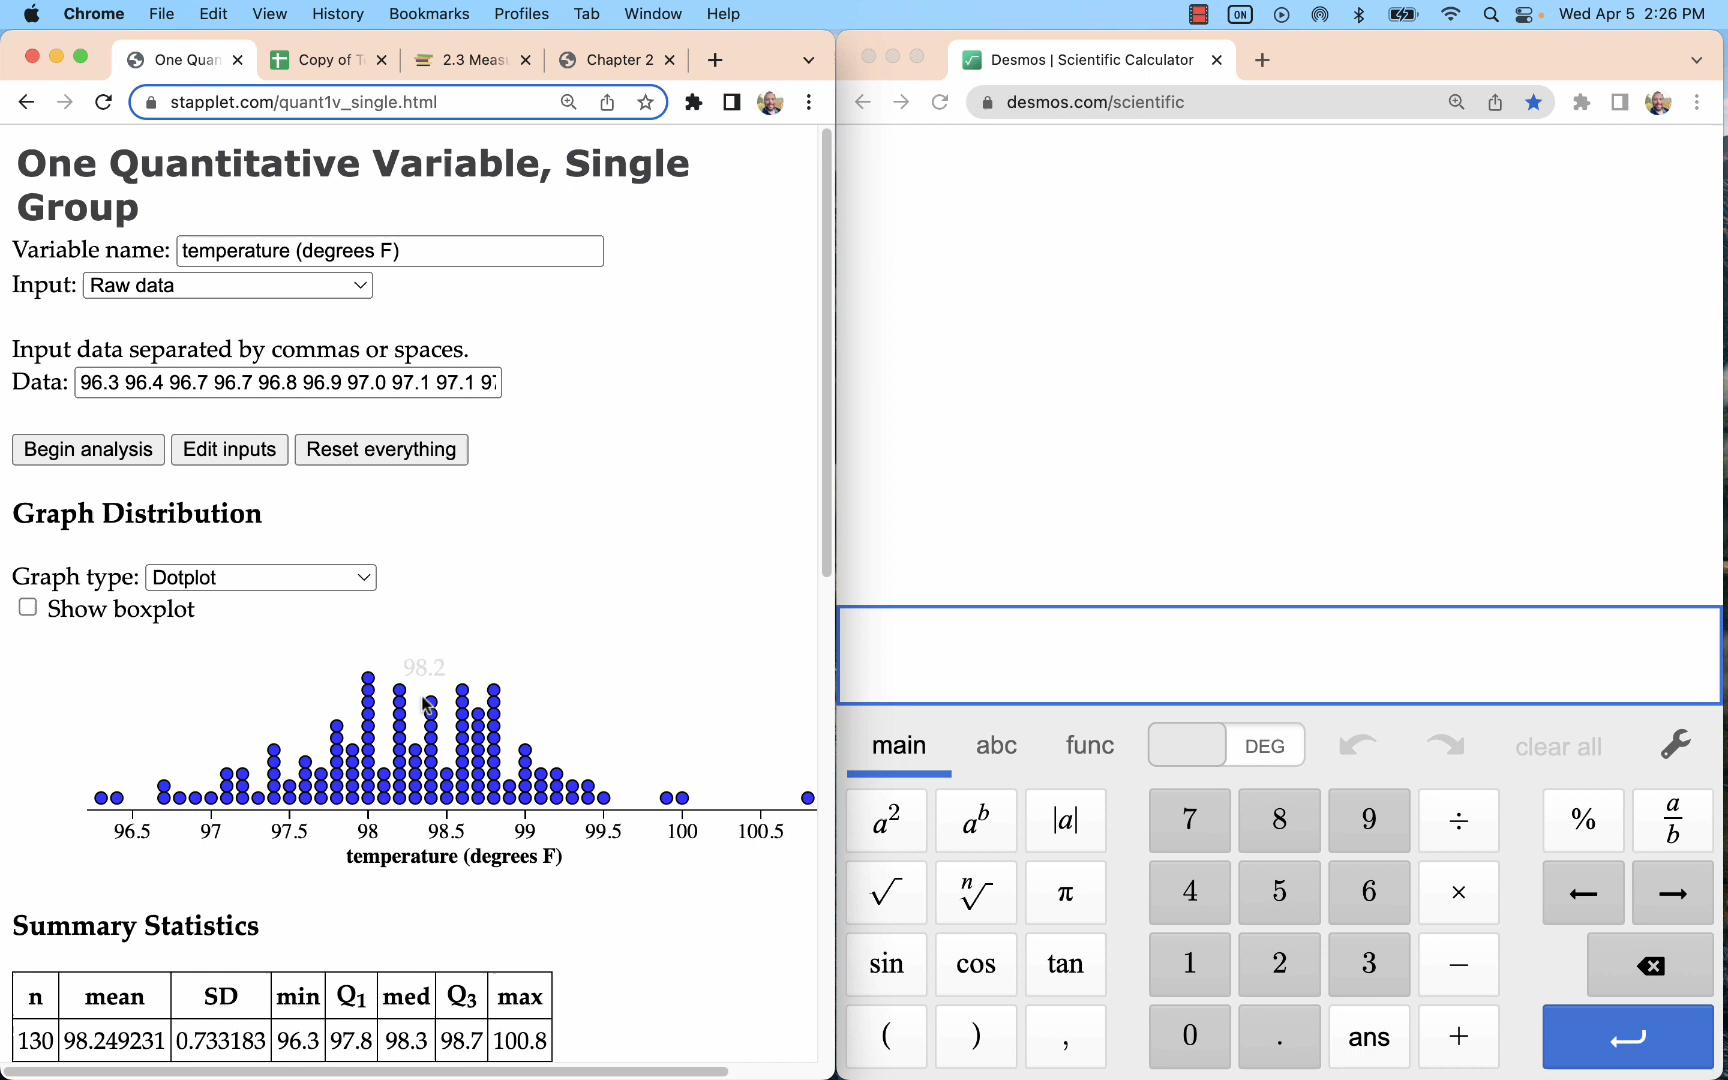 Chrome File Edit View History Bookmarks Profiles Tab Window Help
ON
Wed Apr 5 2:26 PM
One Quan
Copy of T
2.3 Meas
Chapter 2
Desmos | Scientific Calculator
stapplet.com/quant1v_single.html
desmos.com/scientific
One Quantitative Variable, Single
Group
Variable name: temperature (degrees F)
Input: Raw data
Input data separated by commas or spaces.
Data: 96.3 96.4 96.7 96.7 96.8 96.9 97.0 97.1 97.1 97
Begin analysis Edit inputs Reset everything
Graph Distribution
Graph type: Dotplot
Show boxplot
98.2
96.5 97 97.5 98 98.5 99 99.5 100 100.5
temperature (degrees F)
Summary Statistics
n mean SD min Q1 med Q3 max
130 98.249231 0.733183 96.3 97.8 98.3 98.7 100.8
main abc func DEG clear all
a² aᵇ |a| 7 8 9 ÷ % a/b
√ ⁿ√ π 4 5 6 × ← →
sin cos tan 1 2 3 −
( ) , 0 . ans +